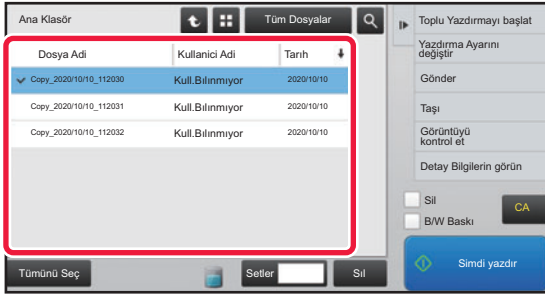 Ana Klasör
Tüm Dosyalar
Dosya Adi
Kullanici Adi
Tarıh
Copy_2020/10/10_112030
Kull.Bılınmıyor
2020/10/10
Copy_2020/10/10_112031
Kull.Bılınmıyor
2020/10/10
Copy_2020/10/10_112032
Kull.Bılınmıyor
2020/10/10
Tümünü Seç
Setler
Sıl
Toplu Yazdırmayı başlat
Yazdırma Ayarını
değiştir
Gönder
Taşı
Görüntüyü
kontrol et
Detay Bilgilerin görün
Sil
B/W Baskı
CA
Simdi yazdır